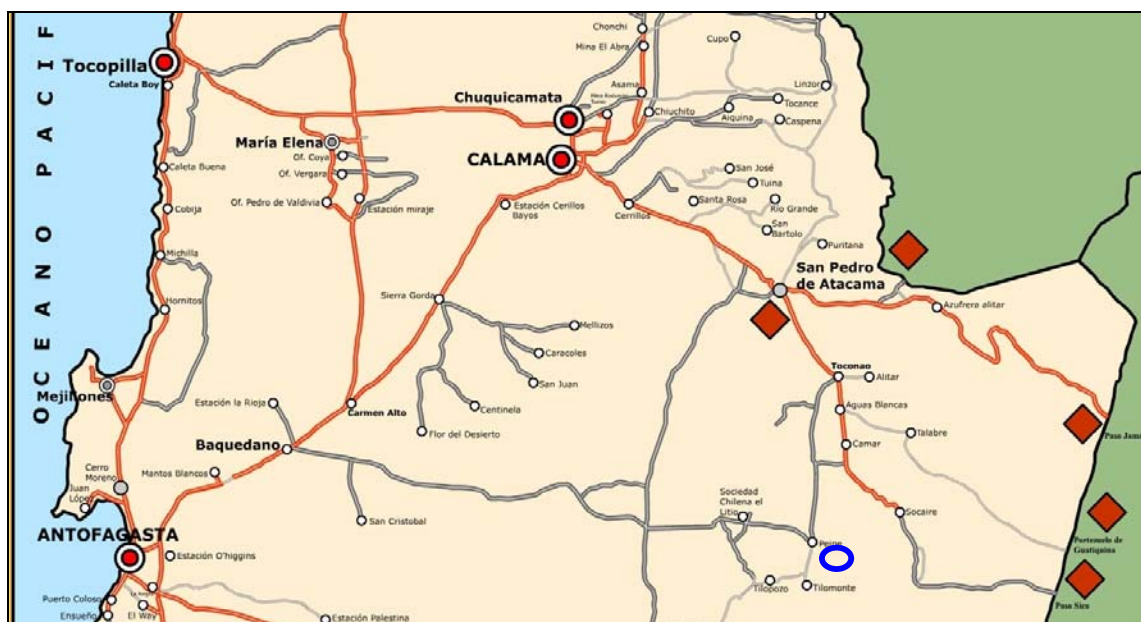 OCEANO PACIF
Tocopilla
Caleta Boy
Chonchi
Mina El Abra
Cupo
Linzor
Asama
Chuquicamata
Chiuchito
Tocance
Aiquina
Caspena
María Elena
Of. Coya
Of. Vergara
Of. Pedro de Valdivia
Estación miraje
CALAMA
Estación Cerillos
Bayos
Cerrillos
San José
Tuina
Santa Rosa
Rio Grande
San
Bartolo
Puritana
Caleta Buena
Cobija
Michilla
Hornitos
Sierra Gorda
San Pedro
de Atacama
Azufrera alitar
Mellizos
Caracoles
San Juan
Centinela
Flor del Desierto
Toconao
Alitar
Aguas Blancas
Talabre
Camar
Paso Jama
Mejillones
Estación la Rioja
Carmen Alto
Baquedano
Cerro
Moreno
Mantos Blancos
Juan
López
San Cristobal
Sociedad
Chilena el
Litio
Socaire
Portezuelo de
Guatiquina
ANTOFAGASTA
Estación O'higgins
Peine
Tilopozo
Tilomonte
Paso Sico
Puerto Coloso
Ensueño
El Way
Estación Palestina